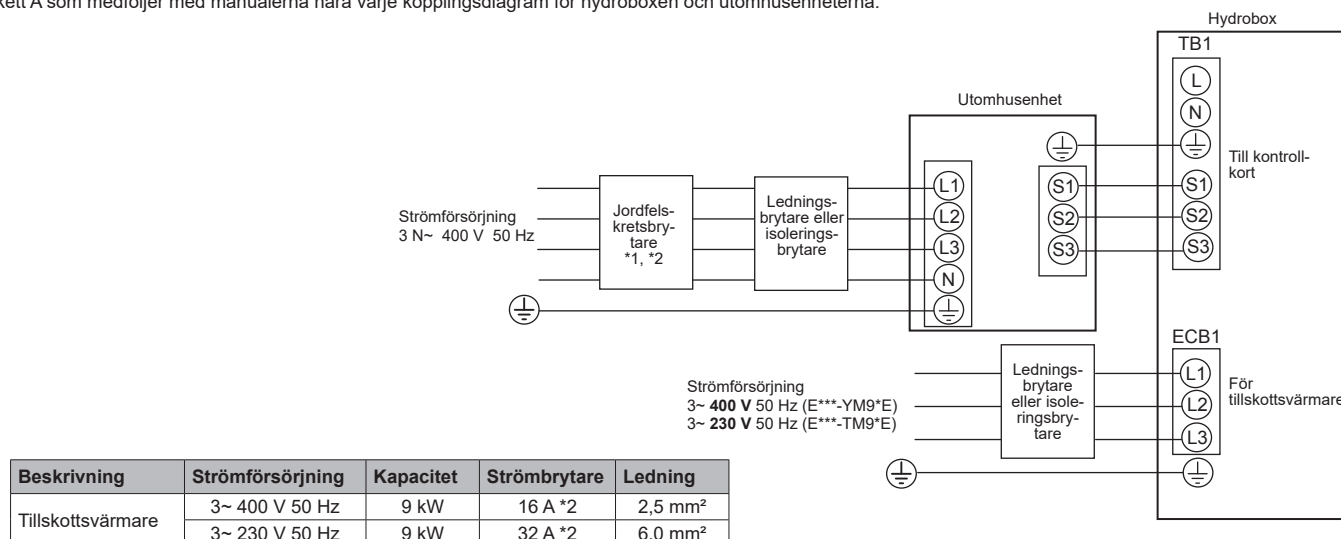 kett A som medföljer med manualerna nära varje kopplingsdiagram för hydroboxen och utomhusenheterna.
Hydrobox
TB1
L
N
Till kontroll-
kort
S1
S2
S3
Utomhusenhet
L1
L2
L3
N
S1
S2
S3
Strömförsörjning
3 N~ 400 V 50 Hz
Jordfels-
kretsbry-
tare
*1, *2
Lednings-
brytare eller
isolerings-
brytare
ECB1
L1
L2
L3
För
tillskottsvärmare
Lednings-
brytare
eller isole-
ringsbry-
tare
Strömförsörjning
3~ 400 V 50 Hz (E***-YM9*E)
3~ 230 V 50 Hz (E***-TM9*E)
Beskrivning Strömförsörjning Kapacitet Strömbrytare Ledning
Tillskottsvärmare 3~ 400 V 50 Hz 9 kW 16 A *2 2,5 mm²
3~ 230 V 50 Hz 9 kW 32 A *2 6,0 mm²